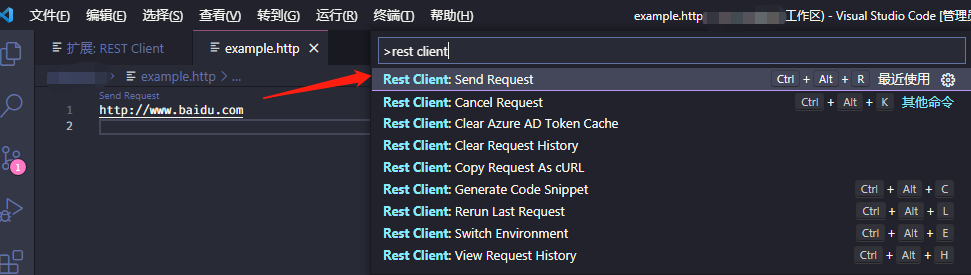 文件(F) 编辑(E) 选择(S) 查看(V) 转到(G) 运行(R) 终端(T) 帮助(H) example.http 工作区) - Visual Studio Code [管理员
扩展: REST Client example.http
example.http > ...
Send Request
1 http://www.baidu.com
2
1
>rest client
Rest Client: Send Request Ctrl + Alt + R 最近使用
Rest Client: Cancel Request Ctrl + Alt + K 其他命令
Rest Client: Clear Azure AD Token Cache
Rest Client: Clear Request History
Rest Client: Copy Request As cURL
Rest Client: Generate Code Snippet Ctrl + Alt + C
Rest Client: Rerun Last Request Ctrl + Alt + L
Rest Client: Switch Environment Ctrl + Alt + E
Rest Client: View Request History Ctrl + Alt + H